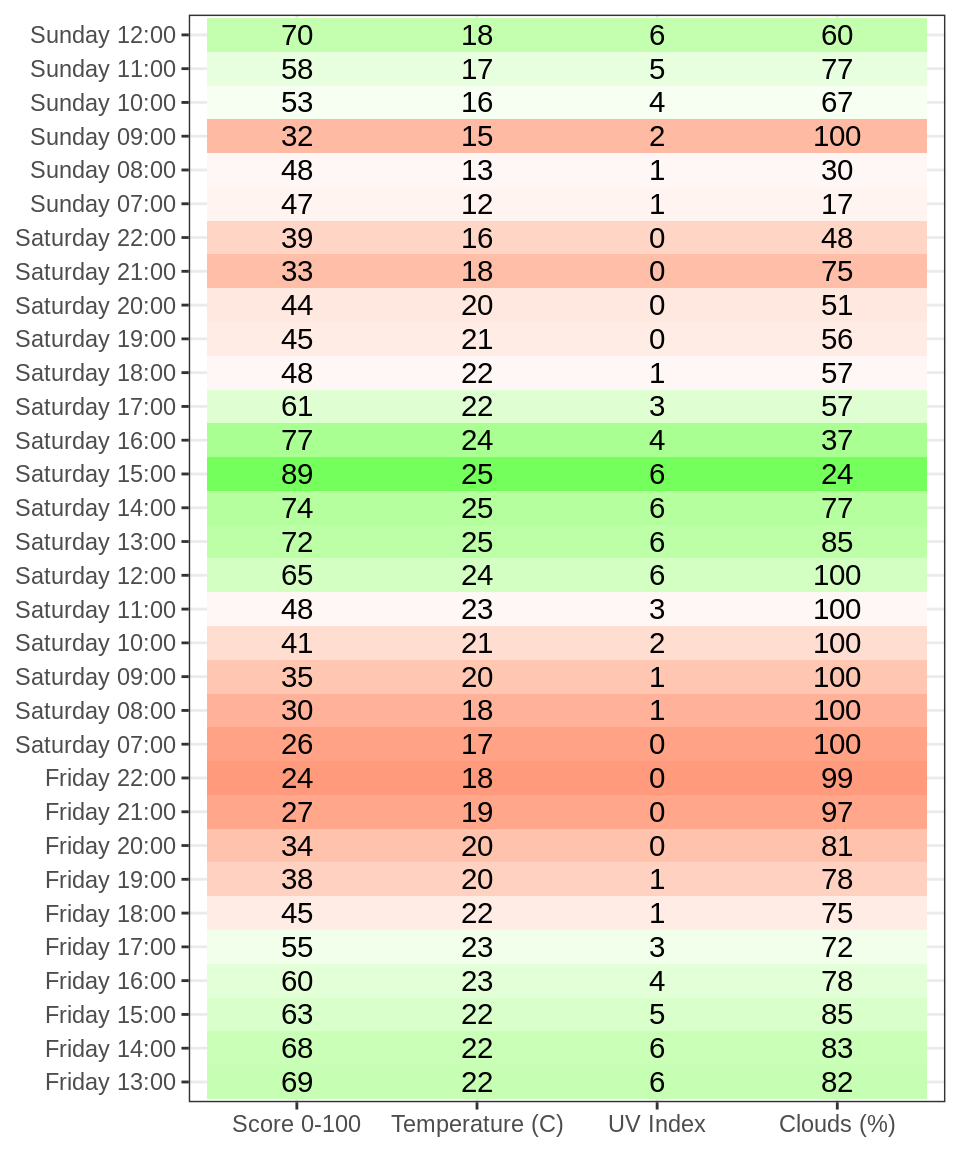 Sunday 12:00 70 18 6 60
Sunday 11:00 58 17 5 77
Sunday 10:00 53 16 4 67
Sunday 09:00 32 15 2 100
Sunday 08:00 48 13 1 30
Sunday 07:00 47 12 1 17
Saturday 22:00 39 16 0 48
Saturday 21:00 33 18 0 75
Saturday 20:00 44 20 0 51
Saturday 19:00 45 21 0 56
Saturday 18:00 48 22 1 57
Saturday 17:00 61 22 3 57
Saturday 16:00 77 24 4 37
Saturday 15:00 89 25 6 24
Saturday 14:00 74 25 6 77
Saturday 13:00 72 25 6 85
Saturday 12:00 65 24 6 100
Saturday 11:00 48 23 3 100
Saturday 10:00 41 21 2 100
Saturday 09:00 35 20 1 100
Saturday 08:00 30 18 1 100
Saturday 07:00 26 17 0 100
Friday 22:00 24 18 0 99
Friday 21:00 27 19 0 97
Friday 20:00 34 20 0 81
Friday 19:00 38 20 1 78
Friday 18:00 45 22 1 75
Friday 17:00 55 23 3 72
Friday 16:00 60 23 4 78
Friday 15:00 63 22 5 85
Friday 14:00 68 22 6 83
Friday 13:00 69 22 6 82
Score 0-100 Temperature (C) UV Index Clouds (%)